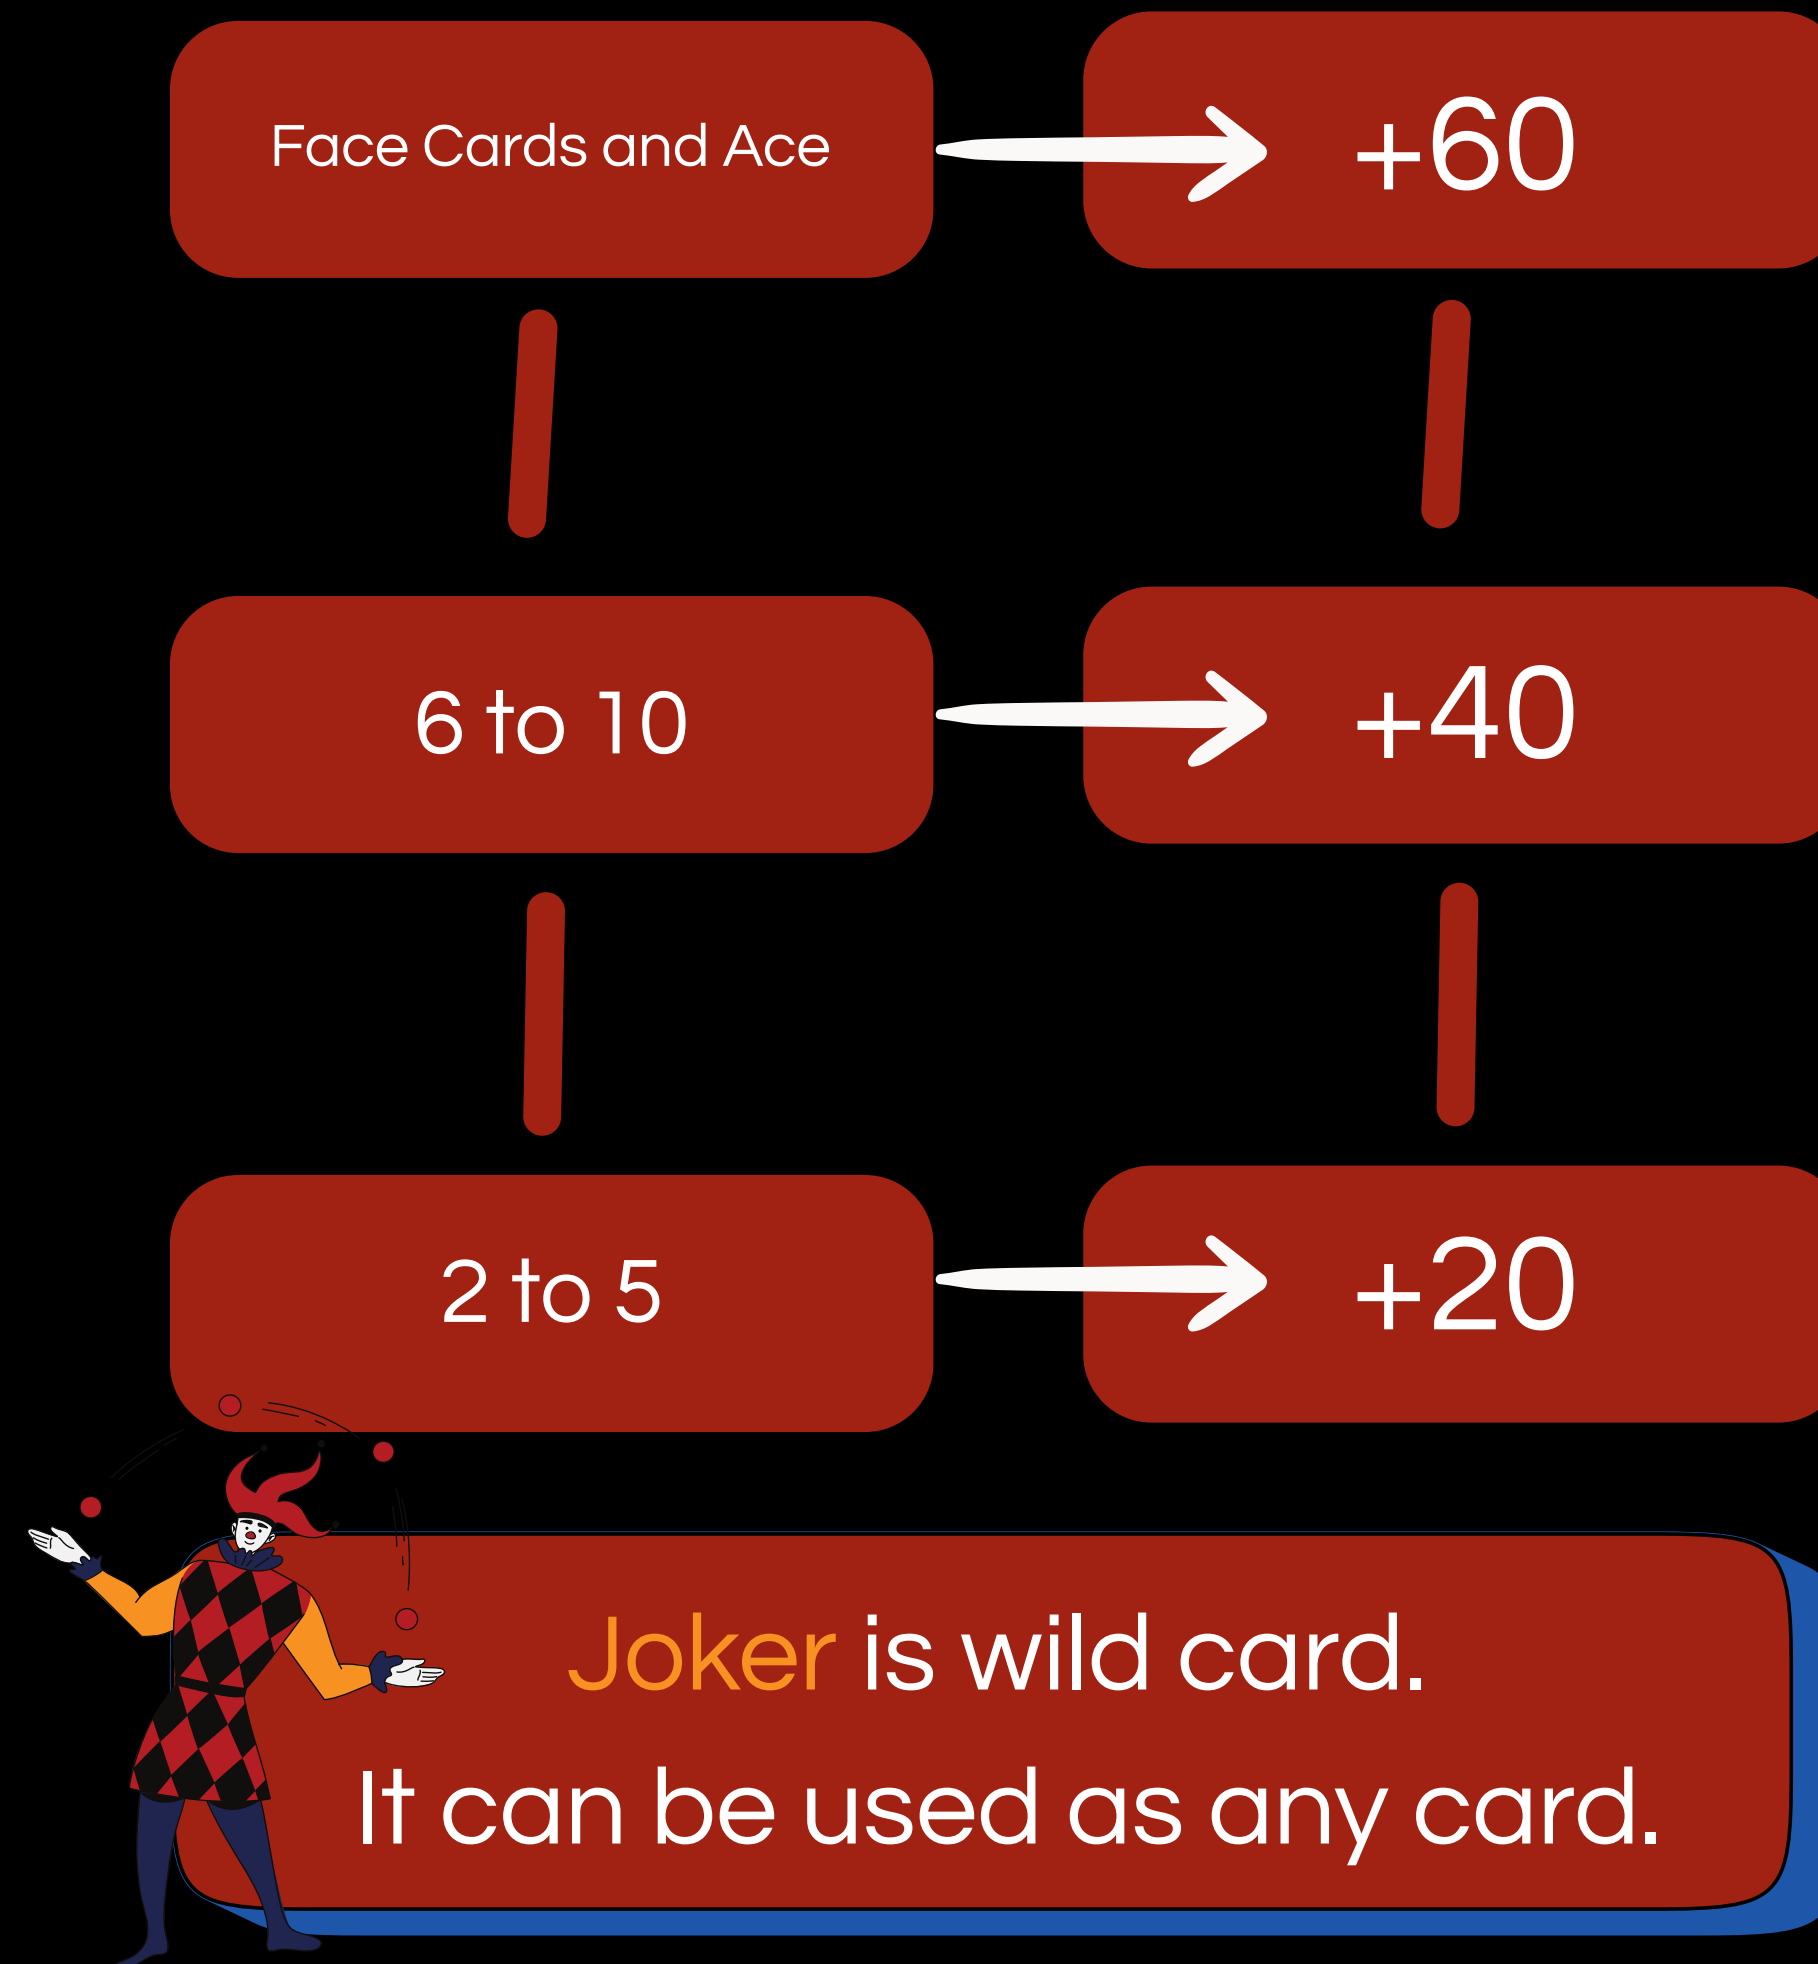 Face Cards and Ace
+60
6 to 10
+40
2 to 5
+20
Joker is wild card.
It can be used as any card.